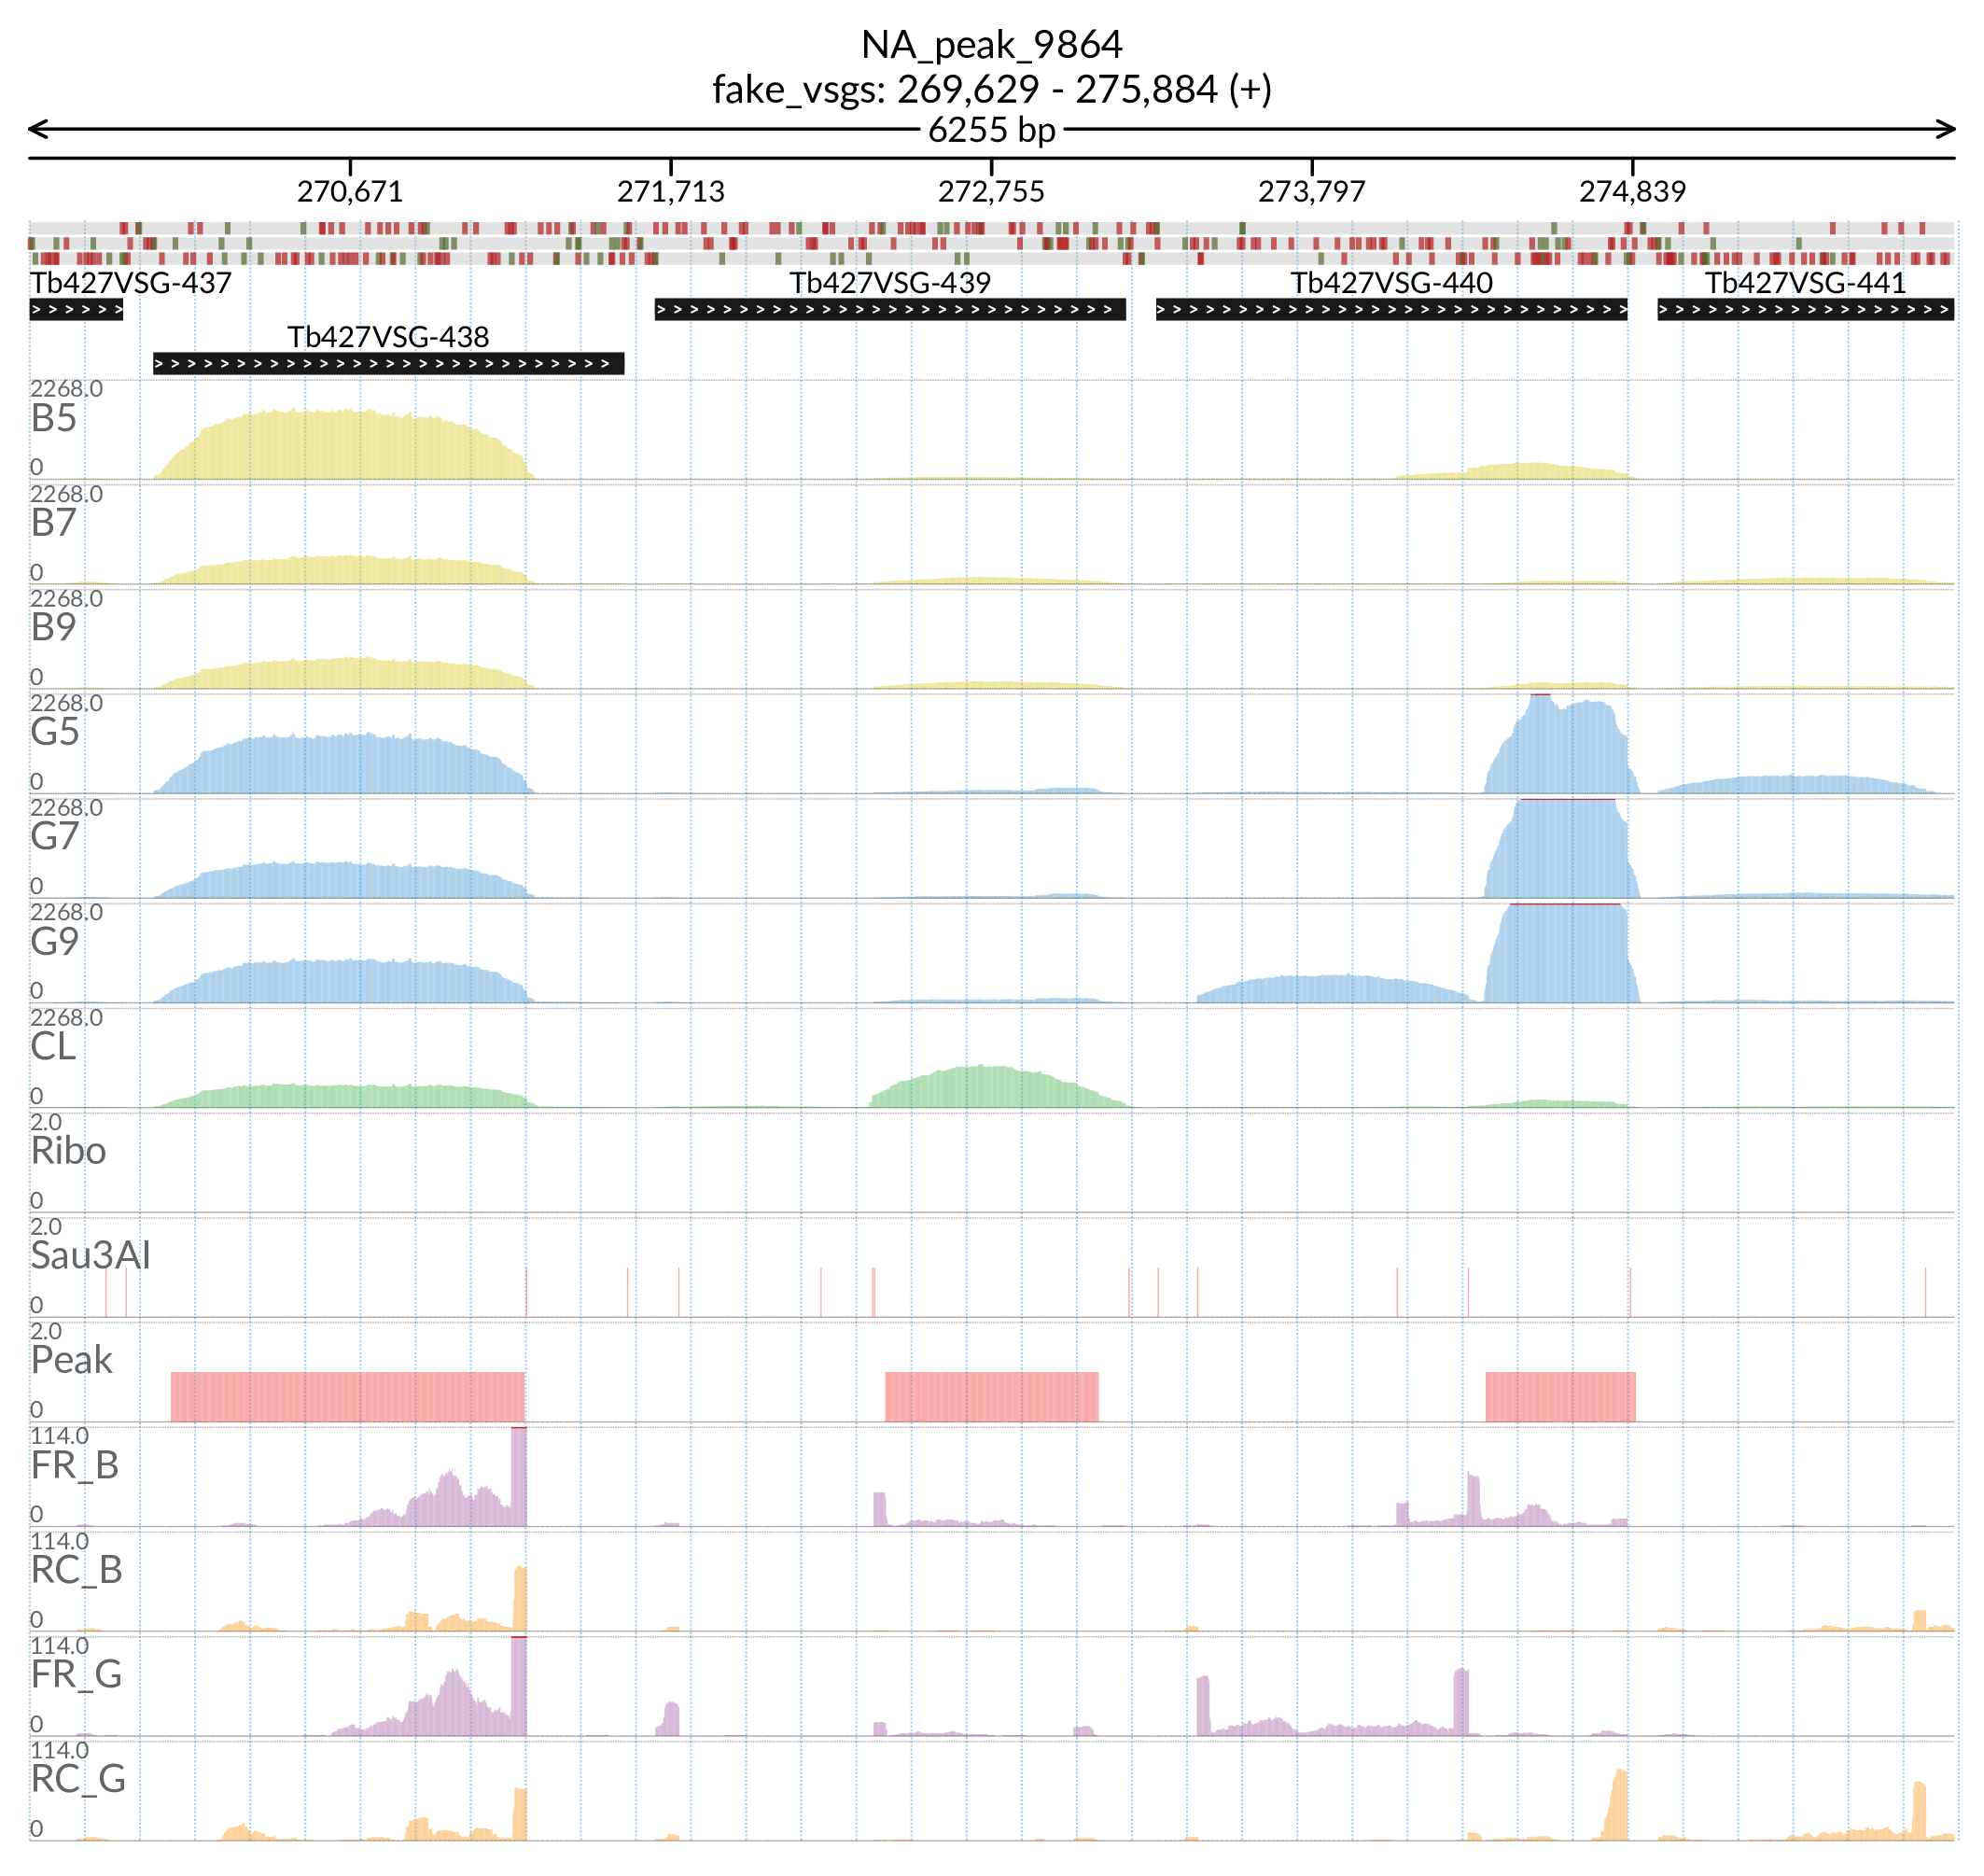 NA_peak_9864
fake_vsgs: 269,629 - 275,884 (+)
6255 bp
270,671 271,713 272,755 273,797 274,839
Tb427VSG-437 Tb427VSG-439 Tb427VSG-440 Tb427VSG-441
Tb427VSG-438
2268.0
B5
0
2268.0
B7
0
2268.0
B9
0
2268.0
G5
0
2268.0
G7
0
2268.0
G9
0
2268.0
CL
0
2.0
Ribo
0
2.0
Sau3AI
0
2.0
Peak
0
114.0
FR_B
0
114.0
RC_B
0
114.0
FR_G
0
114.0
RC_G
0